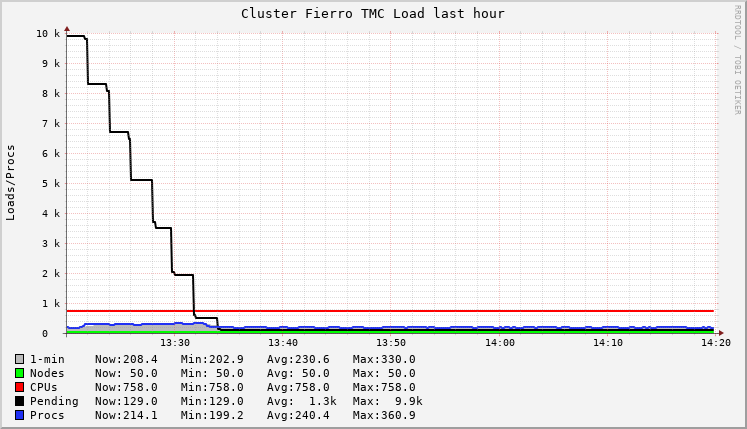 Cluster Fierro TMC Load last hour
RRDTOOL / TOBI OETIKER
Loads/Procs
10 k
9 k
8 k
7 k
6 k
5 k
4 k
3 k
2 k
1 k
0
13:30 13:40 13:50 14:00 14:10 14:20
1-min Now:208.4 Min:202.9 Avg:230.6 Max:330.0
Nodes Now: 50.0 Min: 50.0 Avg: 50.0 Max: 50.0
CPUs Now:758.0 Min:758.0 Avg:758.0 Max:758.0
Pending Now:129.0 Min:129.0 Avg: 1.3k Max: 9.9k
Procs Now:214.1 Min:199.2 Avg:240.4 Max:360.9